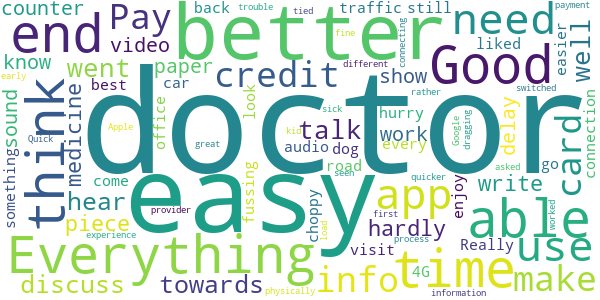 counter Pay back trouble tied traffic still payment
know end video better fine connecting need easier well
think went paper credit different show liked Good
early best car look hurry rather switched
sound medicine office doctor work delay card connection
something Quick Apple hear great talk audio dog every sick Google dragging go
piece easy kid road seen app quicker asked enjoy write come able worked
Everything fussing choppy hardly first process use
provider visit 4G Really time
discuss experience towards info load physically information make